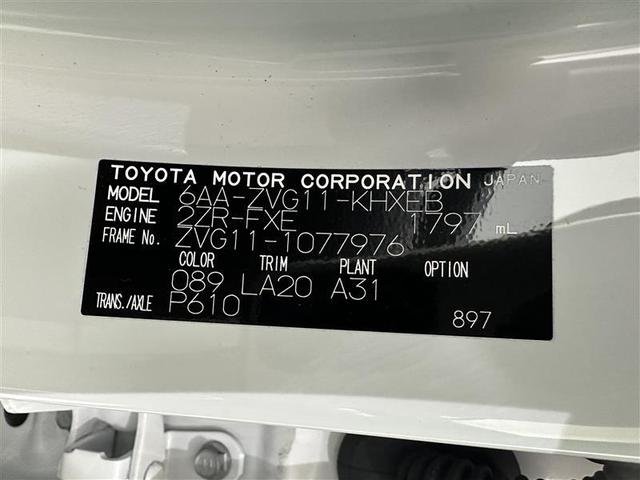 TOYOTA MOTOR CORPORATION JAPAN
MODEL 6AA-ZVG11-KHXEB
ENGINE 2ZR-FXE 1797 mL
FRAME No. ZVG11-1077976
COLOR TRIM PLANT OPTION
089 LA20 A31
TRANS./AXLE P610
897